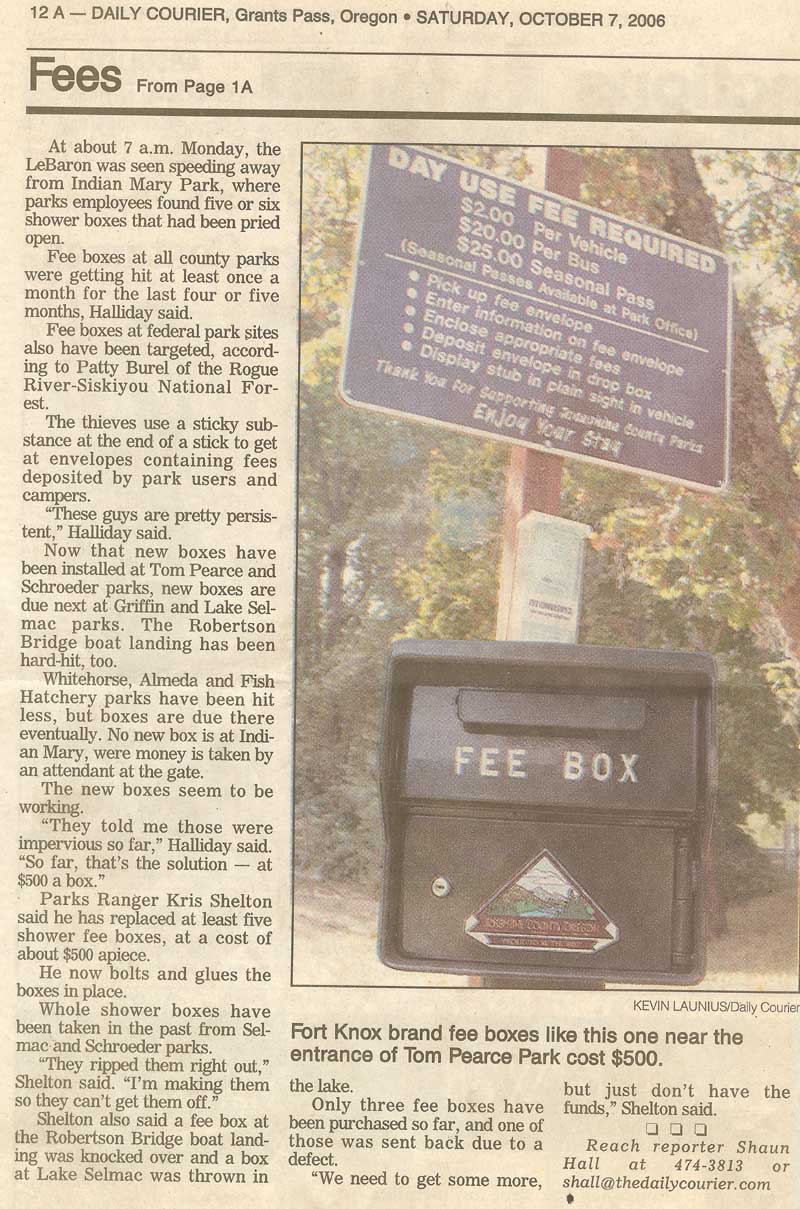 12 A — DAILY COURIER, Grants Pass, Oregon • SATURDAY, OCTOBER 7, 2006
Fees From Page 1A
At about 7 a.m. Monday, the
LeBaron was seen speeding away
from Indian Mary Park, where
parks employees found five or six
shower boxes that had been pried
open.
Fee boxes at all county parks
were getting hit at least once a
month for the last four or five
months, Halliday said.
Fee boxes at federal park sites
also have been targeted, accord-
ing to Patty Burel of the Rogue
River-Siskiyou National For-
est.
The thieves use a sticky sub-
stance at the end of a stick to get
at envelopes containing fees
deposited by park users and
campers.
“These guys are pretty persis-
tent,” Halliday said.
Now that new boxes have
been installed at Tom Pearce and
Schroeder parks, new boxes are
due next at Griffin and Lake Sel-
mac parks. The Robertson
Bridge boat landing has been
hard-hit, too.
Whitehorse, Almeda and Fish
Hatchery parks have been hit
less, but boxes are due there
eventually. No new box is at Indi-
an Mary, were money is taken by
an attendant at the gate.
The new boxes seem to be
working.
“They told me those were
impervious so far,” Halliday said.
“So far, that’s the solution — at
$500 a box.”
Parks Ranger Kris Shelton
said he has replaced at least five
shower fee boxes, at a cost of
about $500 apiece.
He now bolts and glues the
boxes in place.
Whole shower boxes have
been taken in the past from Sel-
mac and Schroeder parks.
“They ripped them right out,”
Shelton said. “I’m making them
so they can’t get them off.”
Shelton also said a fee box at
the Robertson Bridge boat land-
ing was knocked over and a box
at Lake Selmac was thrown in
DAY USE FEE REQUIRED
$2.00 Per Vehicle
$20.00 Per Bus
$25.00 Seasonal Pass
(Seasonal Passes Available at Park Office)
• Pick up fee envelope
• Enter information on fee envelope
• Enclose appropriate fees
• Deposit envelope in drop box
• Display stub in plain sight in vehicle
Thank You For Supporting Josephine County Parks
Enjoy Your Stay
FEE BOX
JOSEPHINE COUNTY OREGON
KEVIN LAUNIUS/Daily Courier
Fort Knox brand fee boxes like this one near the
entrance of Tom Pearce Park cost $500.
the lake.
Only three fee boxes have
been purchased so far, and one of
those was sent back due to a
defect.
“We need to get some more,
but just don’t have the
funds,” Shelton said.
❑ ❑ ❑
Reach reporter Shaun
Hall at 474-3813 or
shall@thedailycourier.com